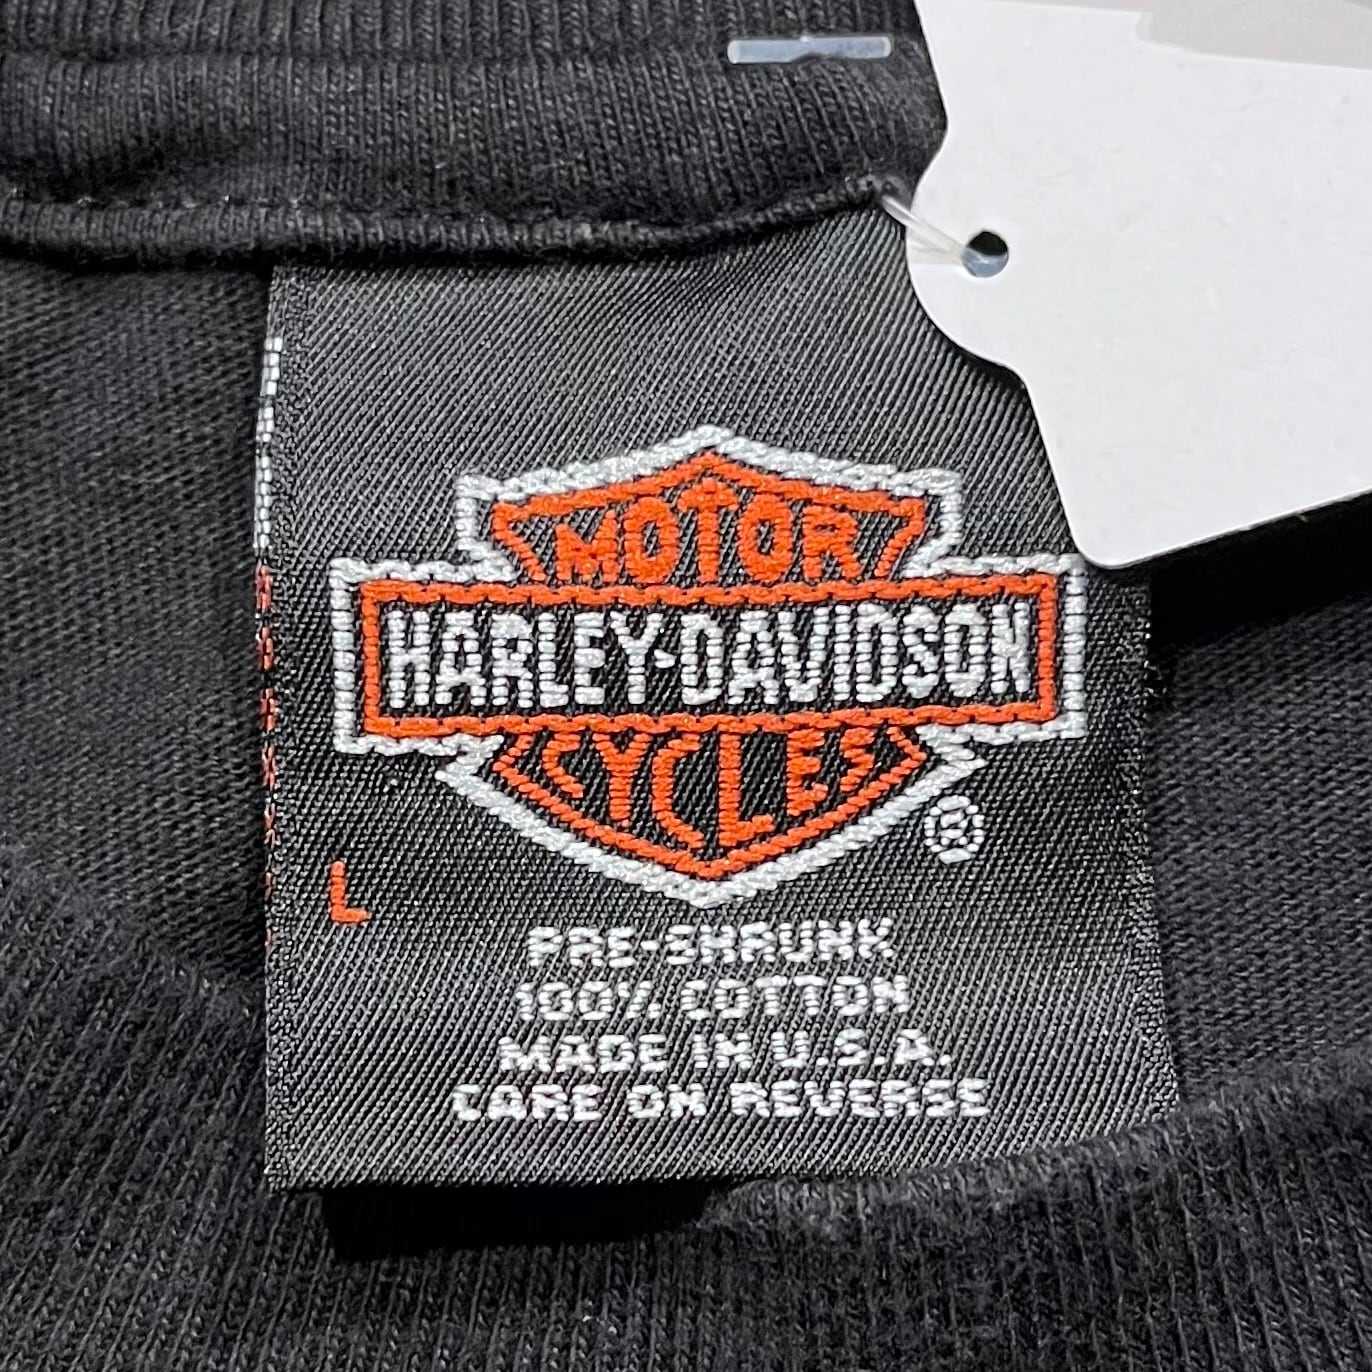 MOTOR
HARLEY-DAVIDSON
CYCLES
®
L
PRE-SHRUNK
100% COTTON
MADE IN U.S.A.
CARE ON REVERSE